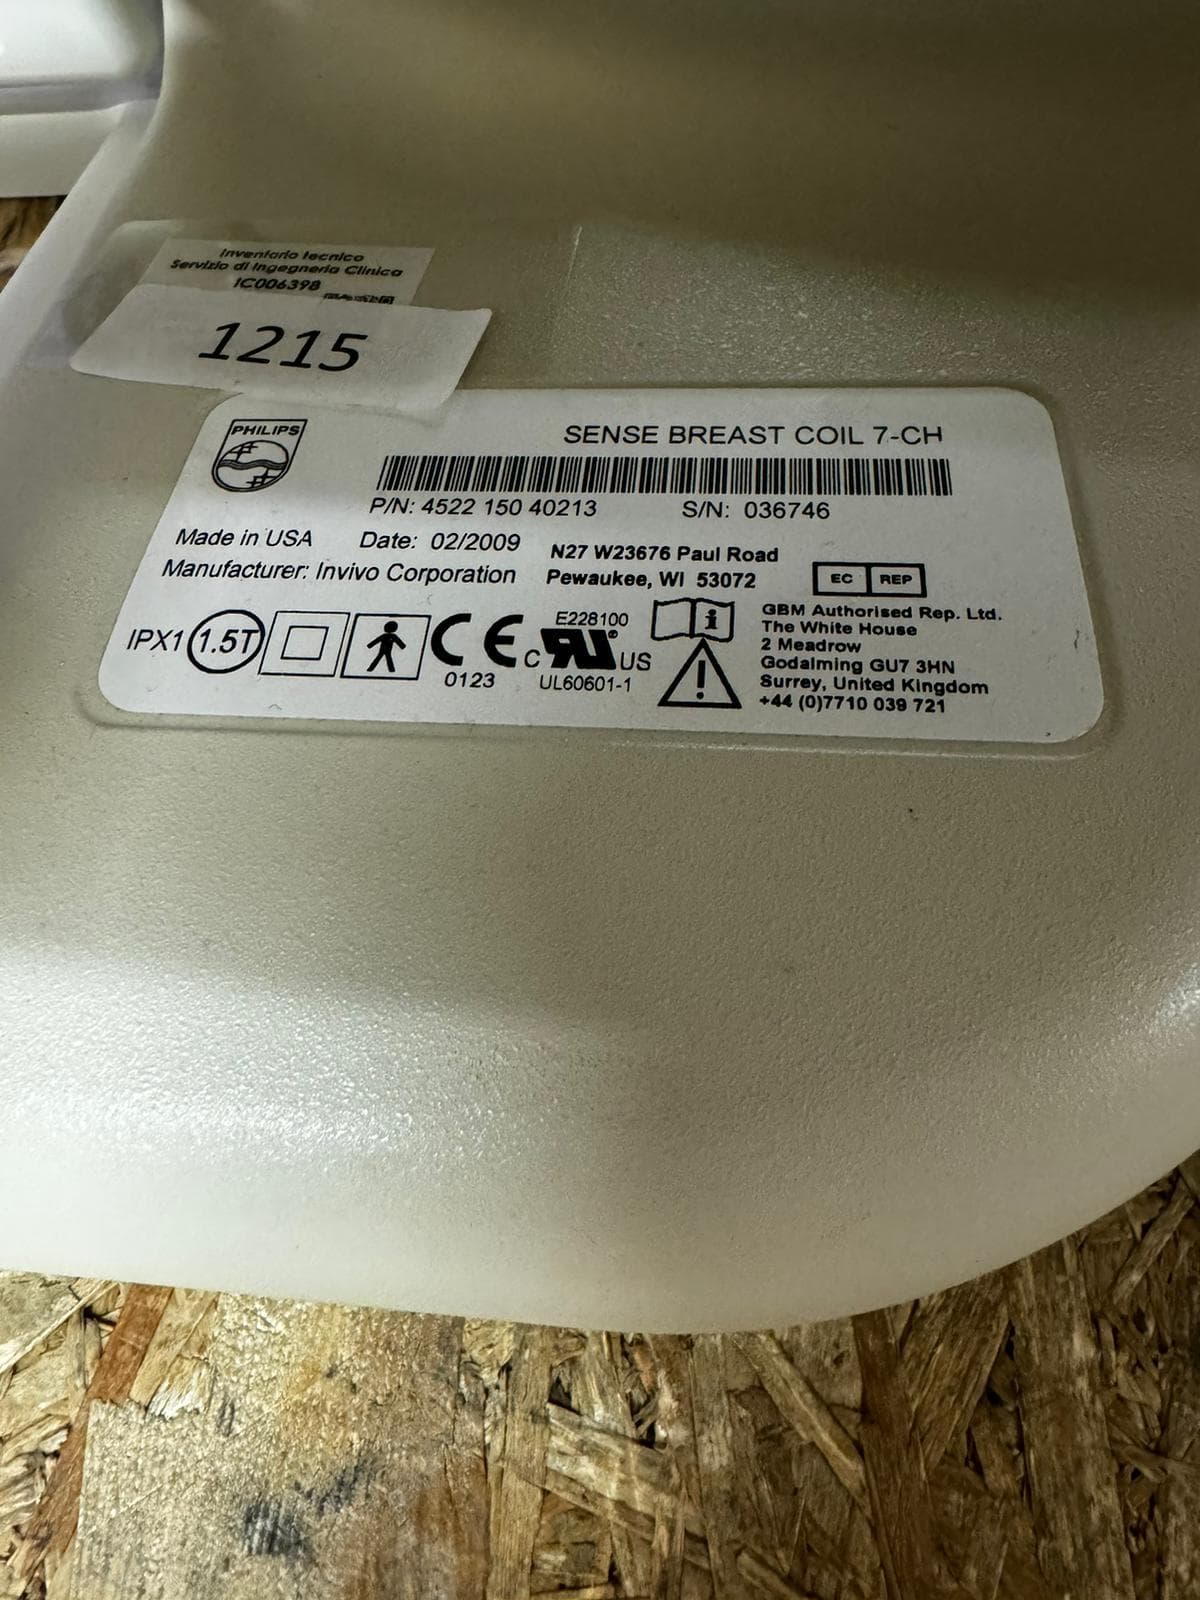 Inventario tecnico
Servizio di Ingegneria Clinica
IC006398
1215
PHILIPS
SENSE BREAST COIL 7-CH
P/N: 4522 150 40213 S/N: 036746
Made in USA Date: 02/2009
Manufacturer: Invivo Corporation
N27 W23676 Paul Road
Pewaukee, WI 53072
EC REP
GBM Authorised Rep. Ltd.
The White House
2 Meadrow
Godalming GU7 3HN
Surrey, United Kingdom
+44 (0)7710 039 721
IPX1 1.5T
CE
0123
E228100
c RU ® US
UL60601-1
i
!